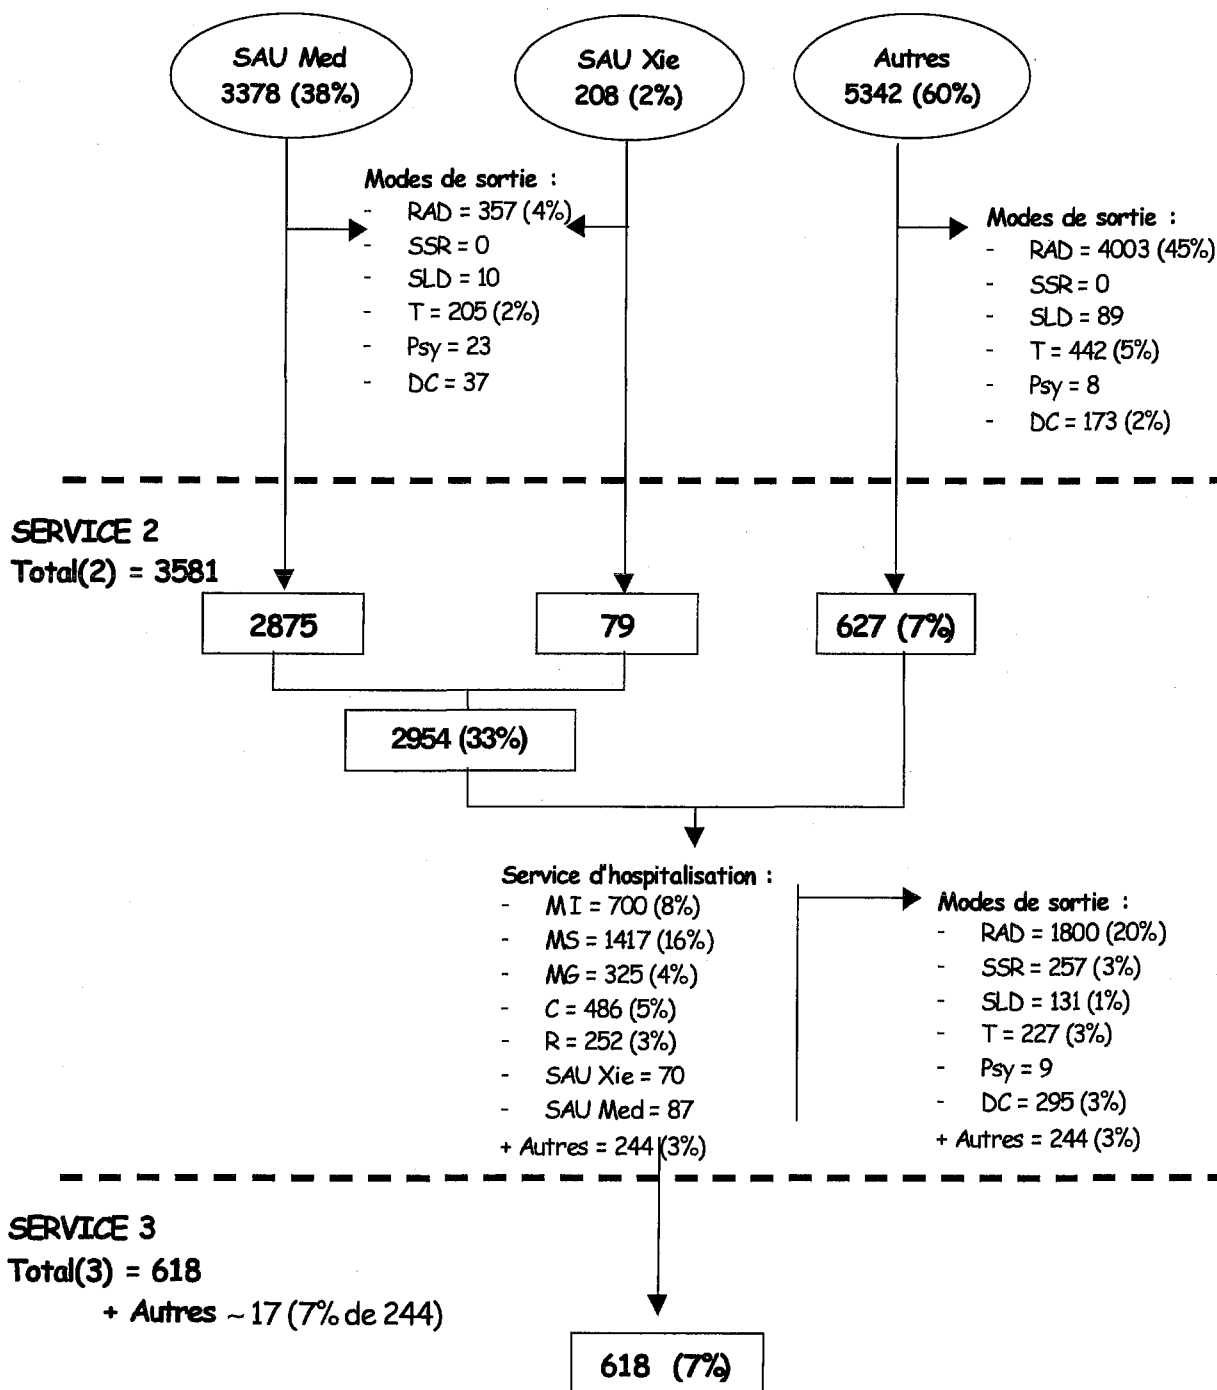 SAU Med
3378 (38%)
SAU Xie
208 (2%)
Autres
5342 (60%)
Modes de sortie :
- RAD = 357 (4%)
- SSR = 0
- SLD = 10
- T = 205 (2%)
- Psy = 23
- DC = 37
Modes de sortie :
- RAD = 4003 (45%)
- SSR = 0
- SLD = 89
- T = 442 (5%)
- Psy = 8
- DC = 173 (2%)
SERVICE 2
Total(2) = 3581
2875
79
627 (7%)
2954 (33%)
Service d'hospitalisation :
- MI = 700 (8%)
- MS = 1417 (16%)
- MG = 325 (4%)
- C = 486 (5%)
- R = 252 (3%)
- SAU Xie = 70
- SAU Med = 87
+ Autres = 244 (3%)
Modes de sortie :
- RAD = 1800 (20%)
- SSR = 257 (3%)
- SLD = 131 (1%)
- T = 227 (3%)
- Psy = 9
- DC = 295 (3%)
+ Autres = 244 (3%)
SERVICE 3
Total(3) = 618
+ Autres ~ 17 (7% de 244)
618 (7%)